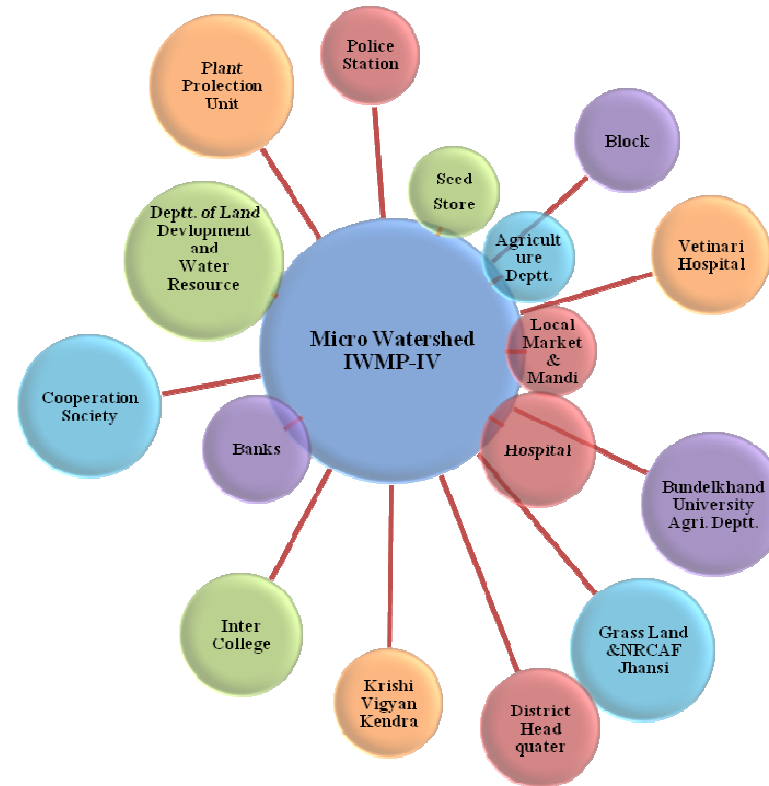 Police
Station
Plant
Prolection
Unit
Block
Seed
Store
Deptt. of Land
Devlopment
and
Water
Resource
Agricult
ure
Deptt.
Vetinari
Hospital
Micro Watershed
IWMP-IV
Local
Market
&
Mandi
Cooperation
Society
Banks
Hospital
Bundelkhand
University
Agri. Deptt.
Inter
College
Grass Land
&NRCAF
Jhansi
Krishi
Vigyan
Kendra
District
Head
quater